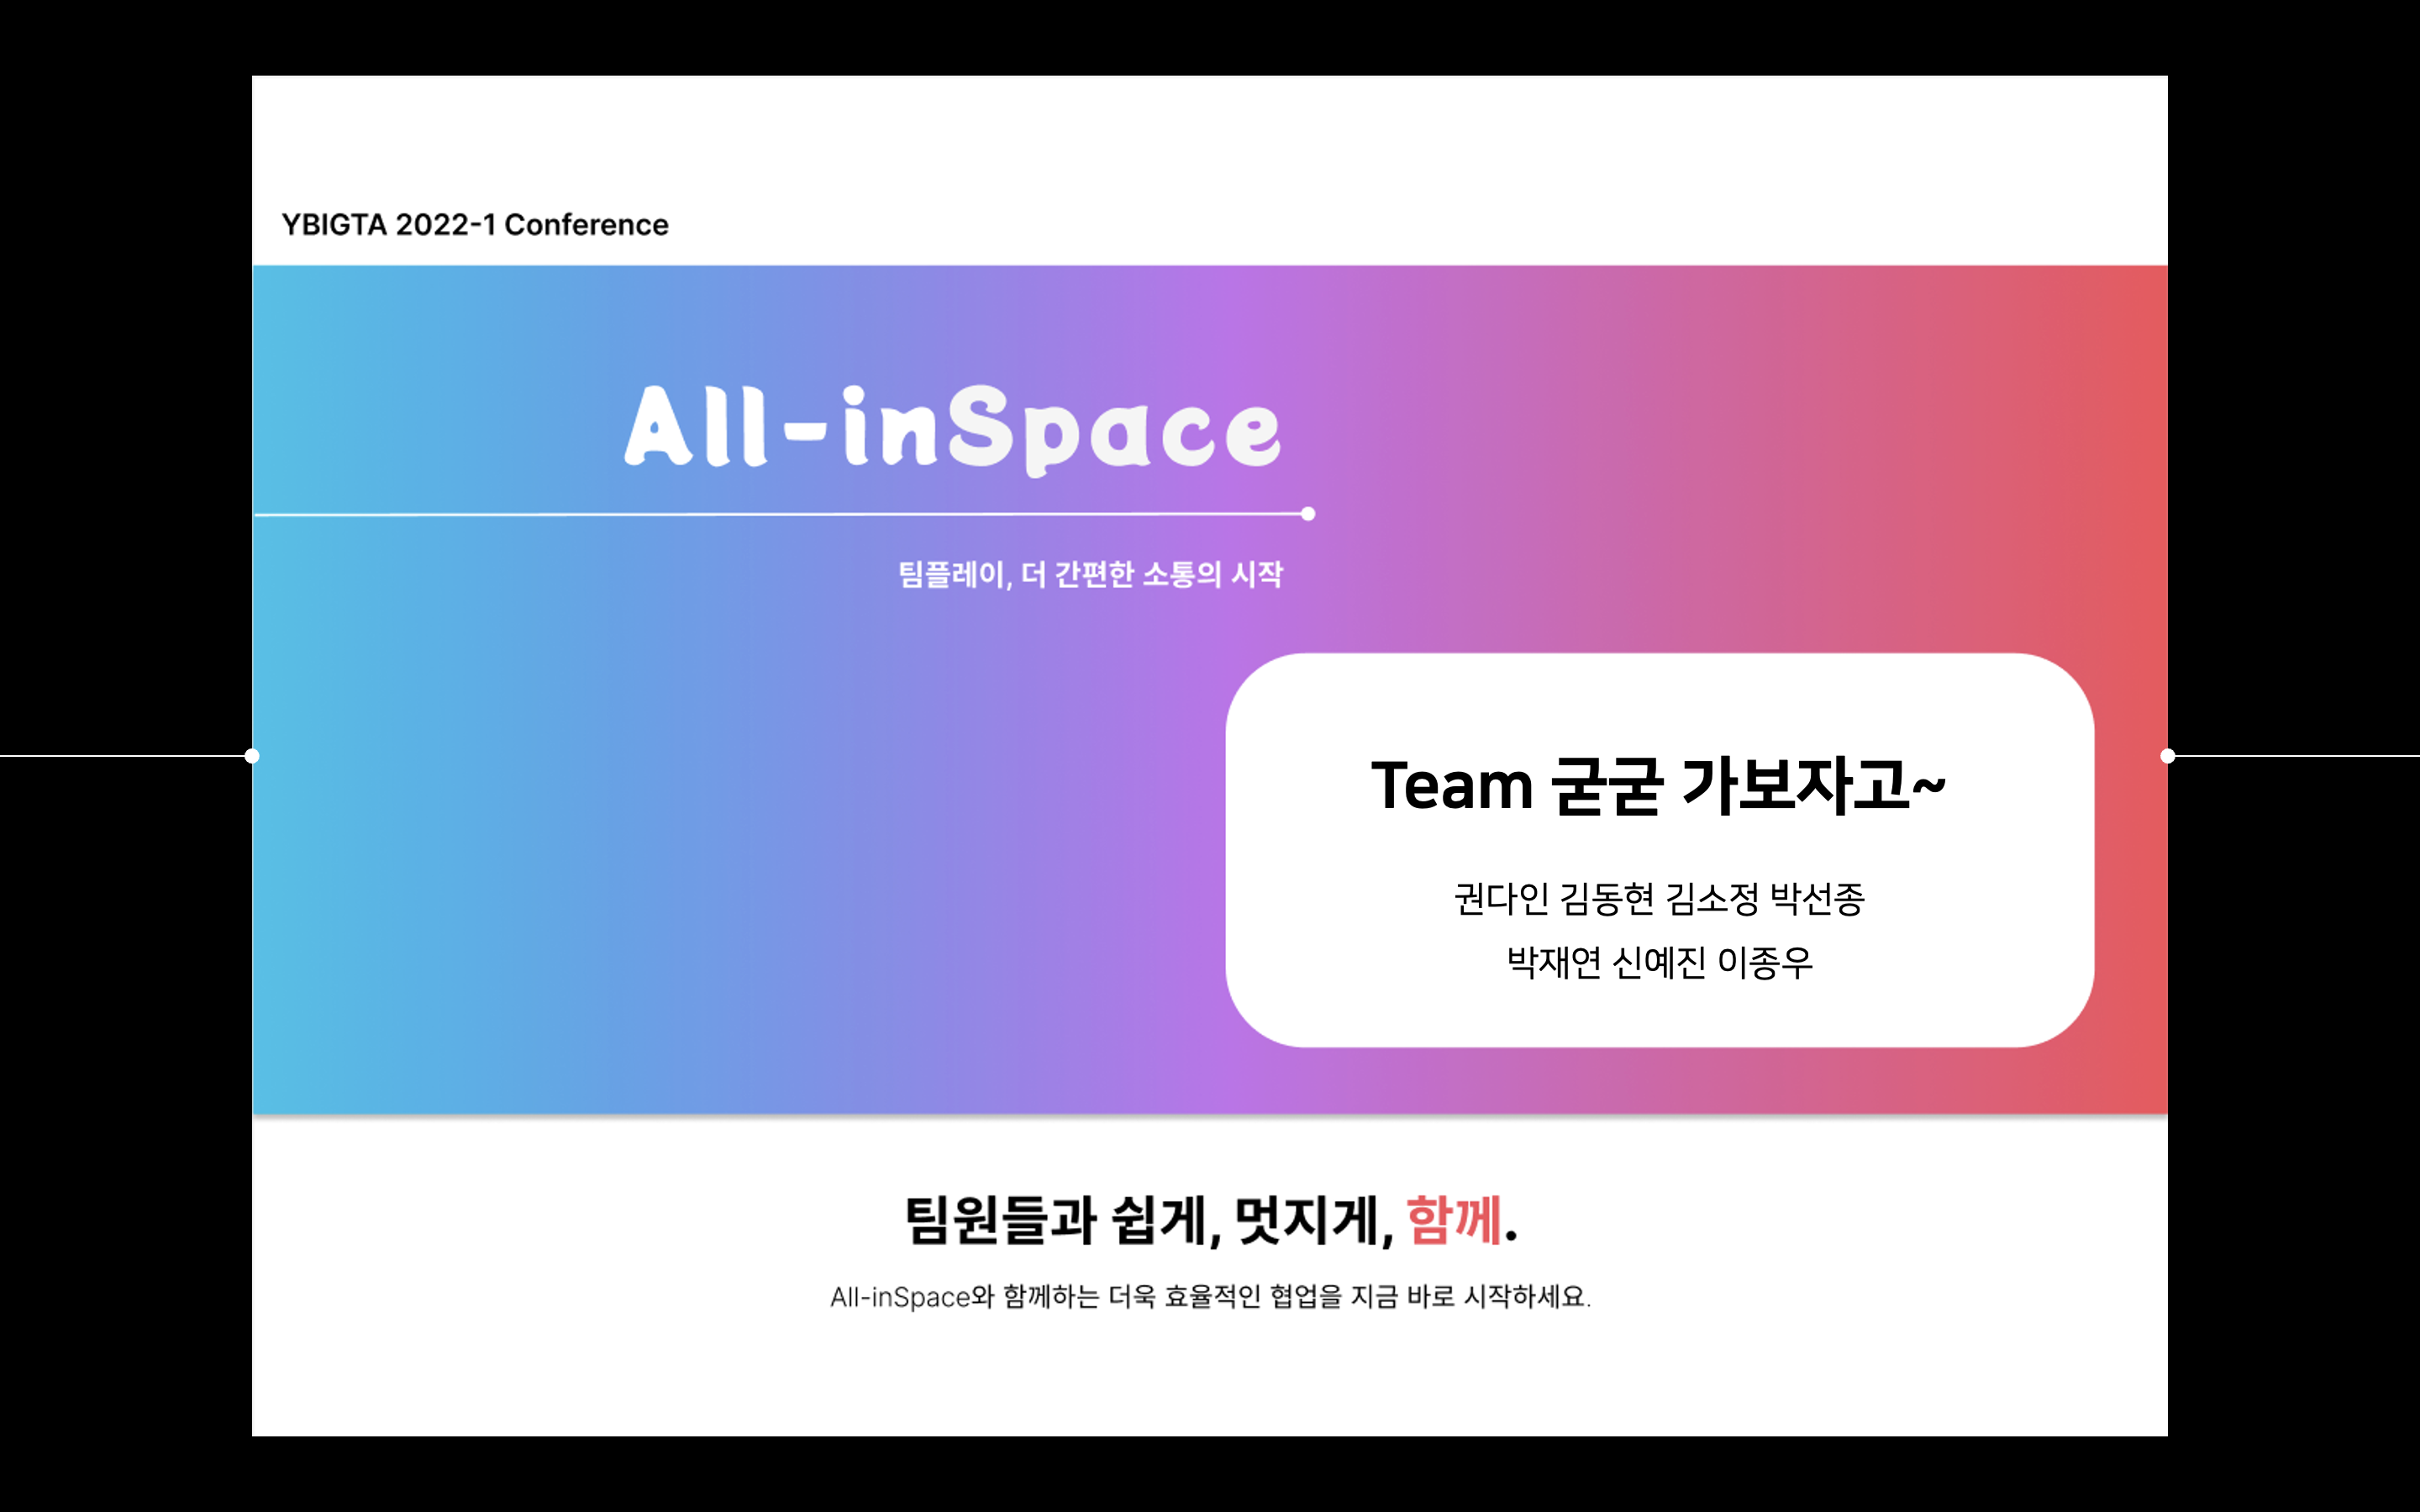 YBIGTA 2022-1 Conference
All-inSpace
팀플레이, 더 간편한 소통의 시작
Team 굳굳 가보자고~
권다인 김동현 김소정 박선종
박재연 신예진 이종우
팀원들과 쉽게, 멋지게, 함께.
All-inSpace와 함께하는 더욱 효율적인 협업을 지금 바로 시작하세요.